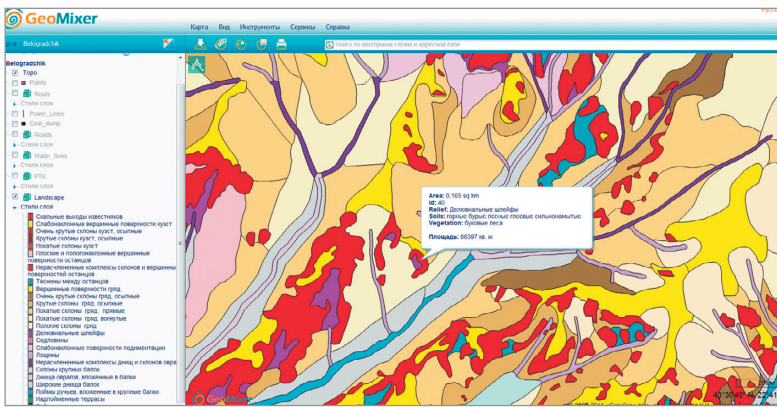 GeoMixer
Карта Вид Инструменты Сервисы Справка
Belogradchik
Поиск по векторным слоям и адресной базе
Belogradchik
Topo
Points
Routs
Стили слоя
Power_Lines
Coal_dump
Roads
Стили слоя
Water_flows
Стили слоя
PTK
Стили слоя
Landscape
Стили слоя
Скальные выходы известняков
Слабонаклонные вершинные поверхности куэст
Очень крутые склоны куэст, осыпные
Крутые склоны куэст, осыпные
Покатые склоны куэст
Плоские и пологонаклонные вершинные
поверхности останцов
Нерасчлененные комплексы склонов и вершинных
поверхностей останцов
Теснины между останцов
Вершинные поверхности гряд
Очень крутые склоны гряд, осыпные
Крутые склоны гряд, осыпные
Покатые склоны гряд, прямые
Покатые склоны гряд, вогнутые
Пологие склоны гряд
Делювиальные шлейфы
Седловины
Слабонаклонные поверхности педиментации
Лощины
Нерасчлененные комплексы днищ и склонов овра
Склоны крупных балок
Днища оврагов, вложенные в балки
Широкие днища балок
Поймы ручьев, вложенные в крупные балки
Надпойменные террасы
Area: 0,165 sq km
Id: 40
Relief: Делювиальные шлейфы
Soils: горные бурые лесные глеевые сильнокамыстые
Vegetation: буковые леса
Площадь: 86397 кв. м
GeoMixer